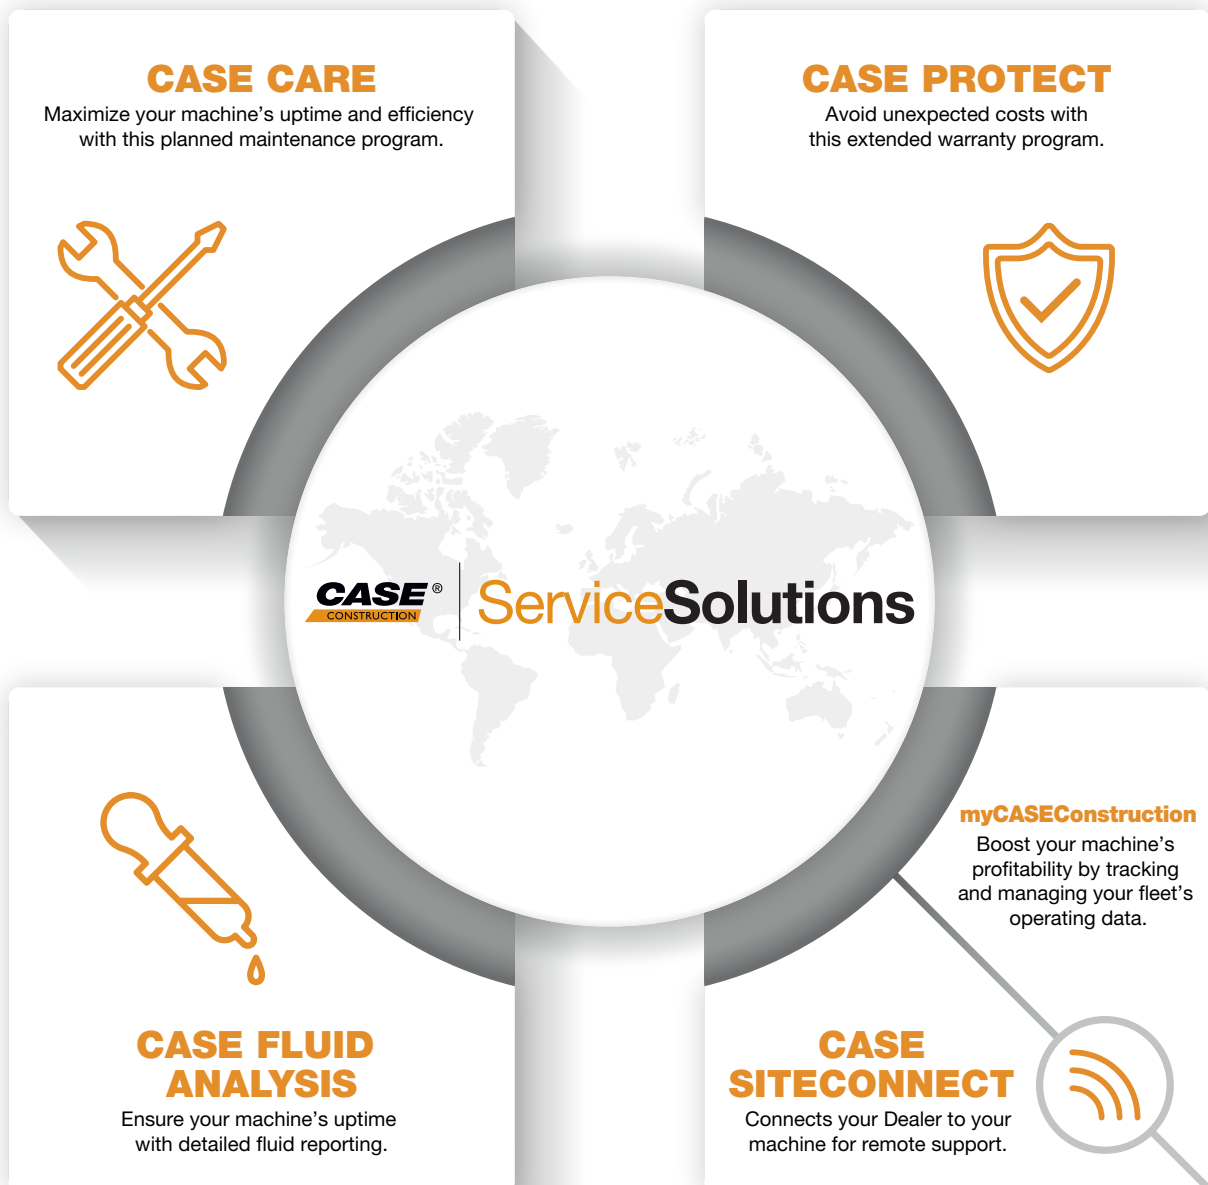 CASE CARE
Maximize your machine's uptime and efficiency
with this planned maintenance program.
CASE PROTECT
Avoid unexpected costs with
this extended warranty program.
CASE®
CONSTRUCTION
ServiceSolutions
CASE FLUID
ANALYSIS
Ensure your machine's uptime
with detailed fluid reporting.
myCASEConstruction
Boost your machine's
profitability by tracking
and managing your fleet's
operating data.
CASE
SITECONNECT
Connects your Dealer to your
machine for remote support.